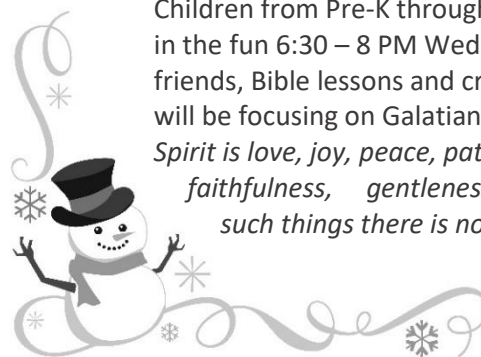 Children from Pre-K through
in the fun 6:30 – 8 PM Wed
friends, Bible lessons and cr
will be focusing on Galatian
Spirit is love, joy, peace, pat
faithfulness, gentlenes
such things there is no